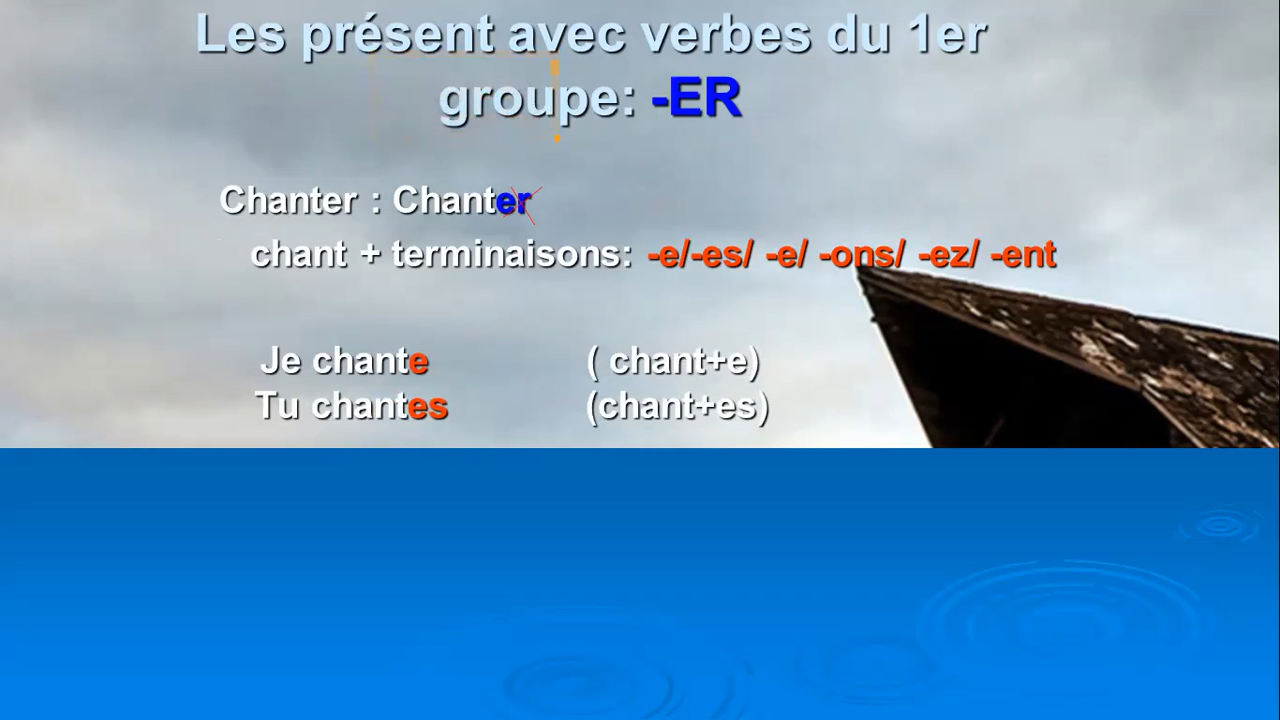 Les présent avec verbes du 1er
groupe: -ER
Chanter : Chanter
chant + terminaisons: -e/-es/ -e/ -ons/ -ez/ -ent
Je chante ( chant+e)
Tu chantes (chant+es)